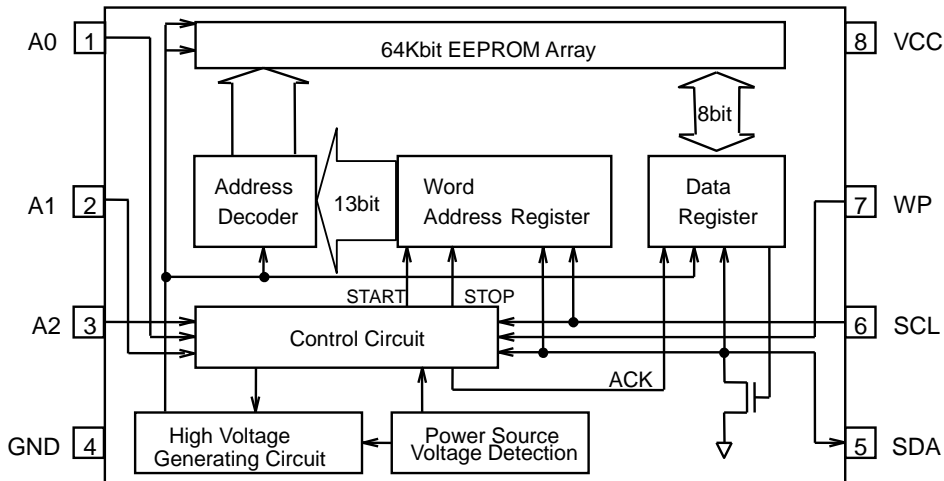 A0
1
64Kbit EEPROM Array
8
VCC
8bit
A1
2
Address
Decoder
13bit
Word
Address Register
Data
Register
7
WP
START
STOP
A2
3
Control Circuit
6
SCL
ACK
GND
4
High Voltage
Generating Circuit
Power Source
Voltage Detection
5
SDA